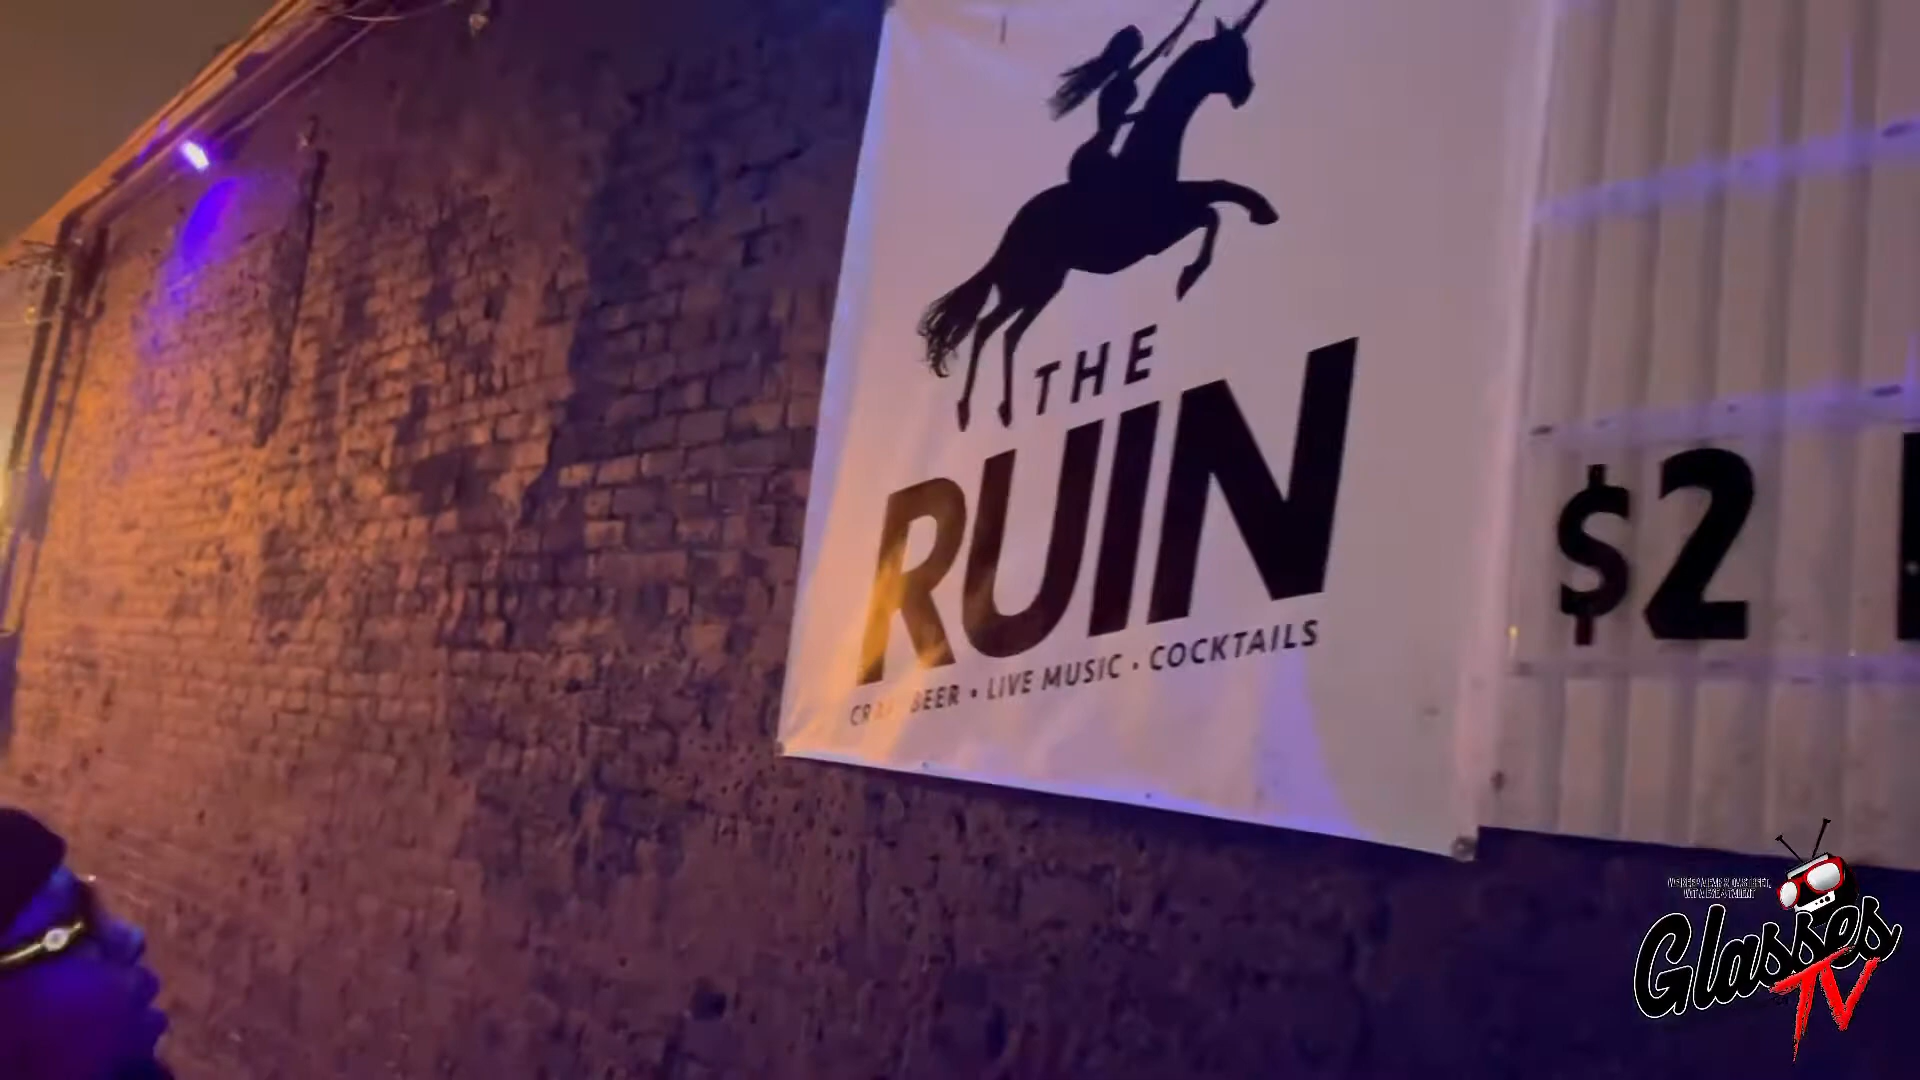 THE
RUIN
BEER • LIVE MUSIC • COCKTAILS
$2
Glasses
TV